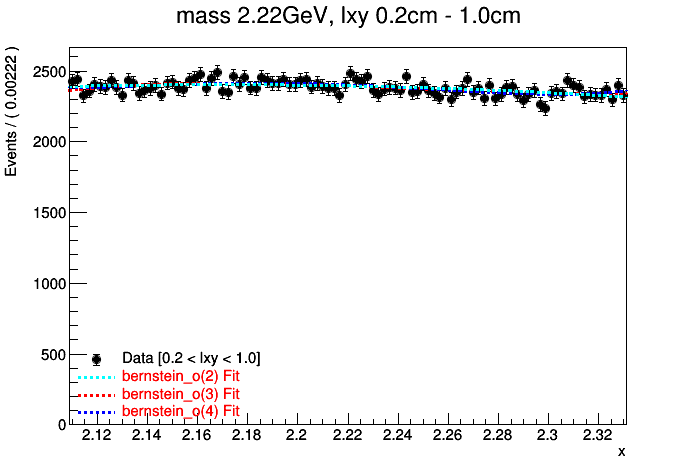 mass 2.22GeV, lxy 0.2cm - 1.0cm
Events / ( 0.00222 )
2500
2000
1500
1000
500
0
Data [0.2 < lxy < 1.0]
bernstein_o(2) Fit
bernstein_o(3) Fit
bernstein_o(4) Fit
2.12 2.14 2.16 2.18 2.2 2.22 2.24 2.26 2.28 2.3 2.32
x